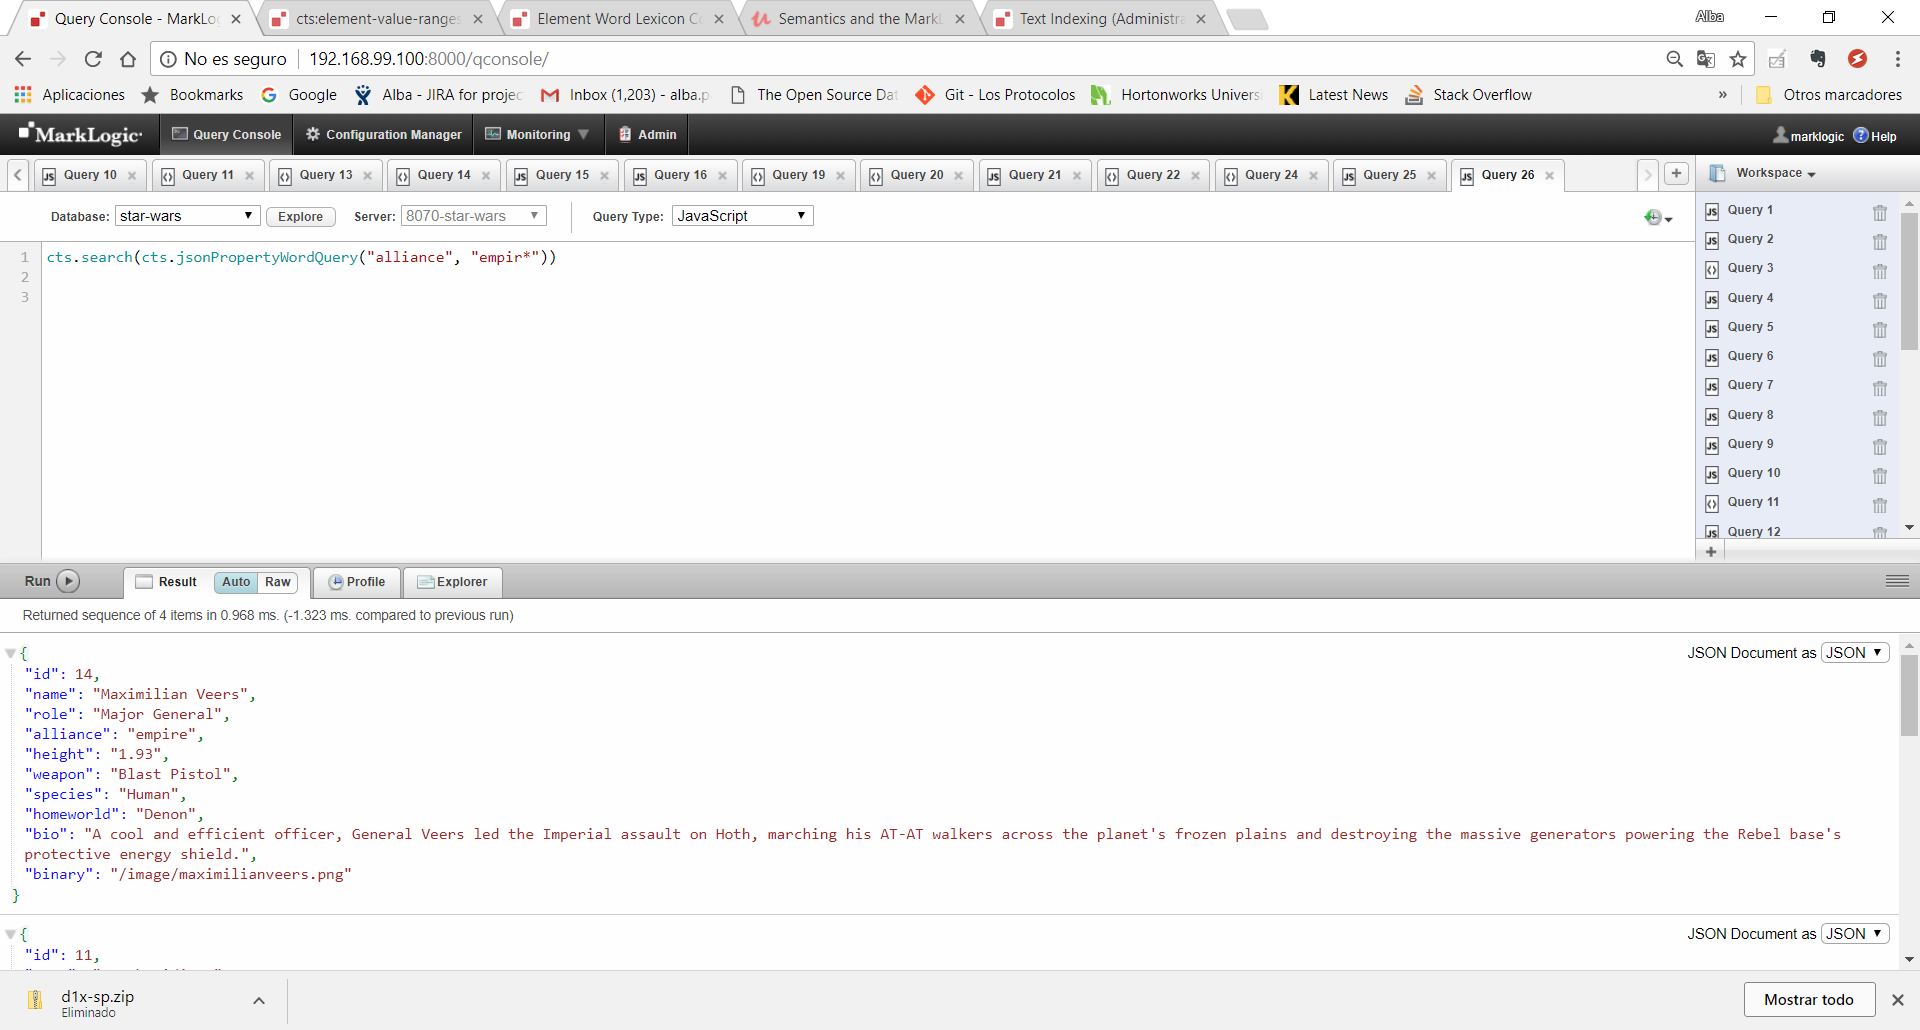 Query Console - MarkLo
cts:element-value-ranges
Element Word Lexicon Co
Semantics and the MarkL
Text Indexing (Administra
Alba
No es seguro
192.168.99.100:8000/qconsole/
Aplicaciones
Bookmarks
Google
Alba - JIRA for projec
Inbox (1,203) - alba.p
The Open Source Dat
Git - Los Protocolos
Hortonworks Universi
Latest News
Stack Overflow
»
Otros marcadores
MarkLogic
Query Console
Configuration Manager
Monitoring
Admin
marklogic
Help
Query 10
Query 11
Query 13
Query 14
Query 15
Query 16
Query 19
Query 20
Query 21
Query 22
Query 24
Query 25
Query 26
Workspace
Database: star-wars
Explore
Server: 8070-star-wars
Query Type: JavaScript
1 cts.search(cts.jsonPropertyWordQuery("alliance", "empir*"))
2
3
Query 1
Query 2
Query 3
Query 4
Query 5
Query 6
Query 7
Query 8
Query 9
Query 10
Query 11
Query 12
Run
Result
Auto
Raw
Profile
Explorer
Returned sequence of 4 items in 0.968 ms. (-1.323 ms. compared to previous run)
JSON Document as JSON
{
"id": 14,
"name": "Maximilian Veers",
"role": "Major General",
"alliance": "empire",
"height": "1.93",
"weapon": "Blast Pistol",
"species": "Human",
"homeworld": "Denon",
"bio": "A cool and efficient officer, General Veers led the Imperial assault on Hoth, marching his AT-AT walkers across the planet's frozen plains and destroying the massive generators powering the Rebel base's
protective energy shield.",
"binary": "/image/maximilianveers.png"
}
JSON Document as JSON
{
"id": 11,
d1x-sp.zip
Eliminado
Mostrar todo